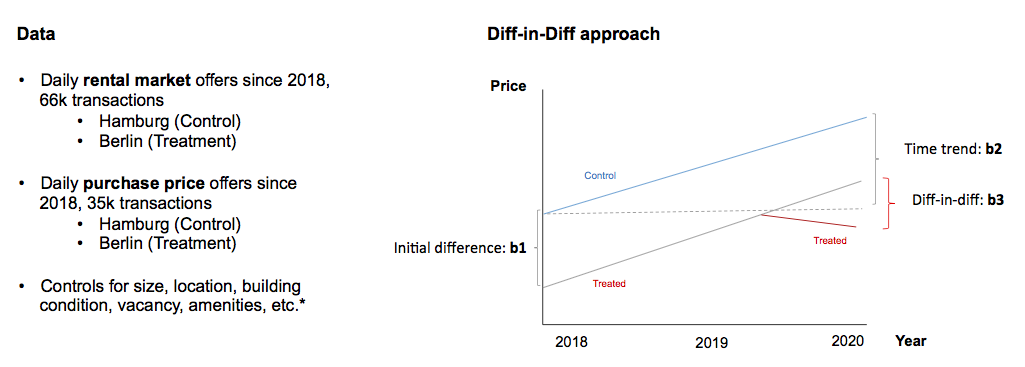 Data
• Daily rental market offers since 2018,
66k transactions
• Hamburg (Control)
• Berlin (Treatment)
• Daily purchase price offers since
2018, 35k transactions
• Hamburg (Control)
• Berlin (Treatment)
• Controls for size, location, building
condition, vacancy, amenities, etc.*
Diff-in-Diff approach
Price
Control
Time trend: b2
Diff-in-diff: b3
Initial difference: b1
Treated
Treated
2018
2019
2020
Year